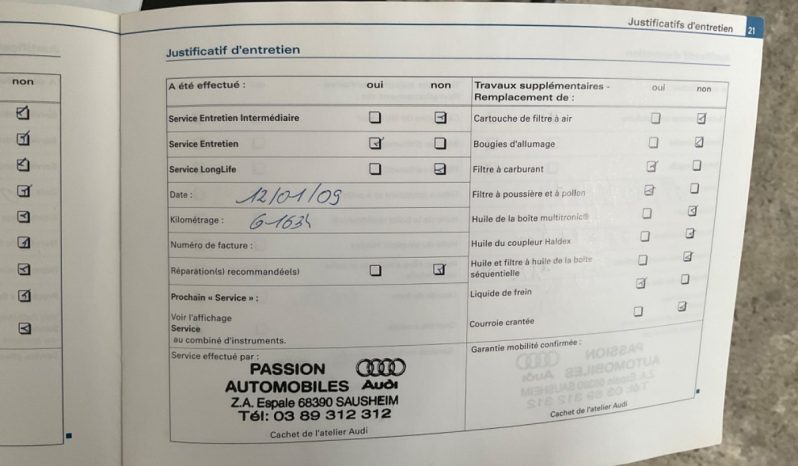 non
Justificatifs d'entretien 21
Justificatif d'entretien
A été effectué : oui non
Service Entretien Intermédiaire
Service Entretien
Service LongLife
Date : 12/01/09
Kilométrage :
Numéro de facture :
Réparation(s) recommandée(s)
Prochain « Service » :
Voir l'affichage
Service
au combiné d'instruments.
Service effectué par :
PASSION
AUTOMOBILES Audi
Z.A. Espale 68390 SAUSHEIM
Tél: 03 89 312 312
Cachet de l'atelier Audi
Travaux supplémentaires - oui non
Remplacement de :
Cartouche de filtre à air
Bougies d'allumage
Filtre à carburant
Filtre à poussière et à pollen
Huile de la boîte multitronic®
Huile du coupleur Haldex
Huile et filtre à huile de la boîte
séquentielle
Liquide de frein
Courroie crantée
Garantie mobilité confirmée :
Cachet de l'atelier Audi